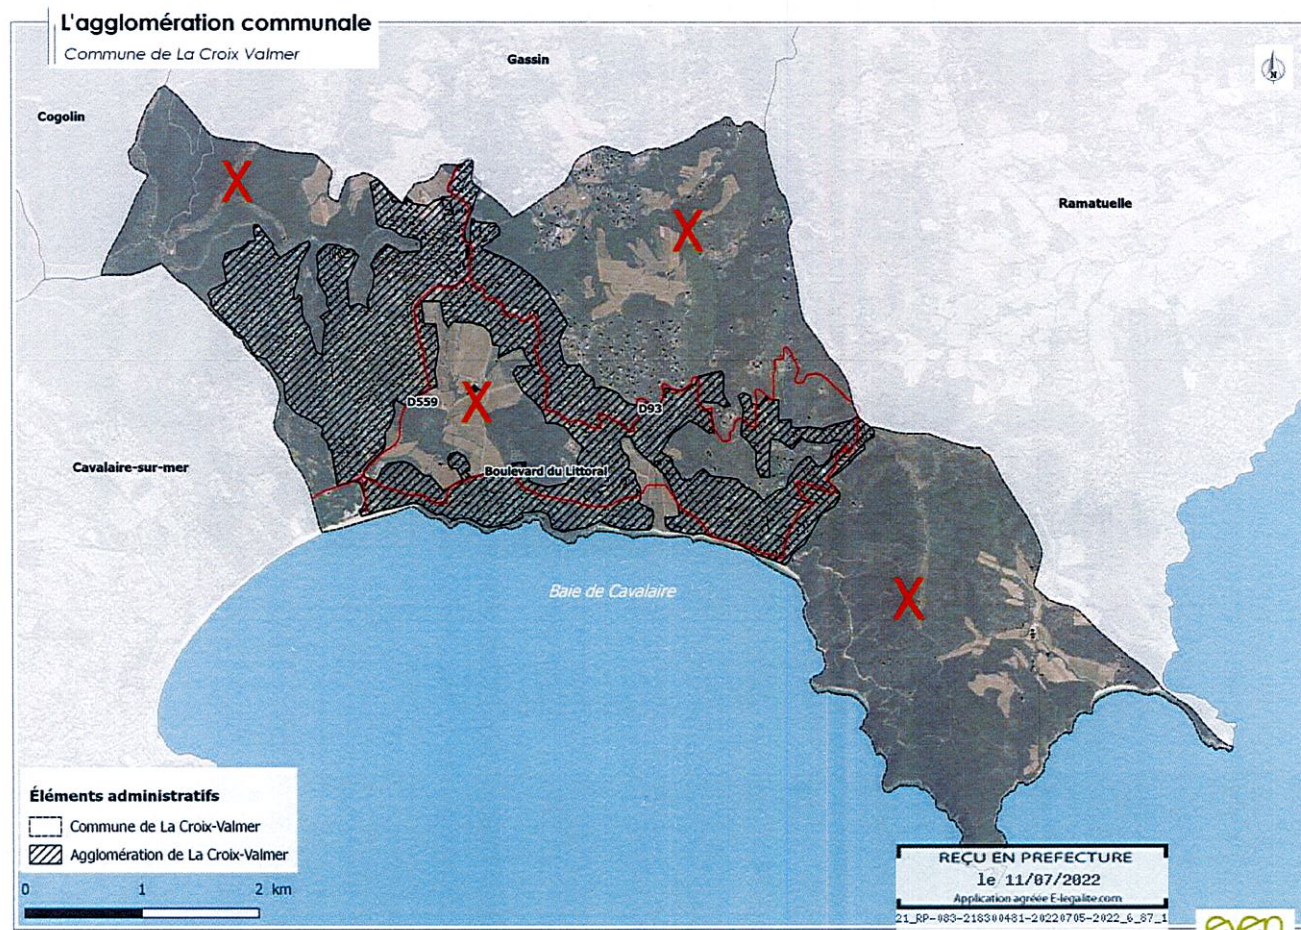 L'agglomération communale
Commune de La Croix Valmer
Gassin
N
Cogolin
Ramatuelle
X
X
X
D559
D93
Cavalaire-sur-mer
Boulevard du Littoral
Baie de Cavalaire
X
Éléments administratifs
Commune de La Croix-Valmer
Agglomération de La Croix-Valmer
0 1 2 km
REÇU EN PREFECTURE
le 11/07/2022
Application agréée E-legalite.com
21_RP-083-218300481-20220705-2022_6_87_1
even